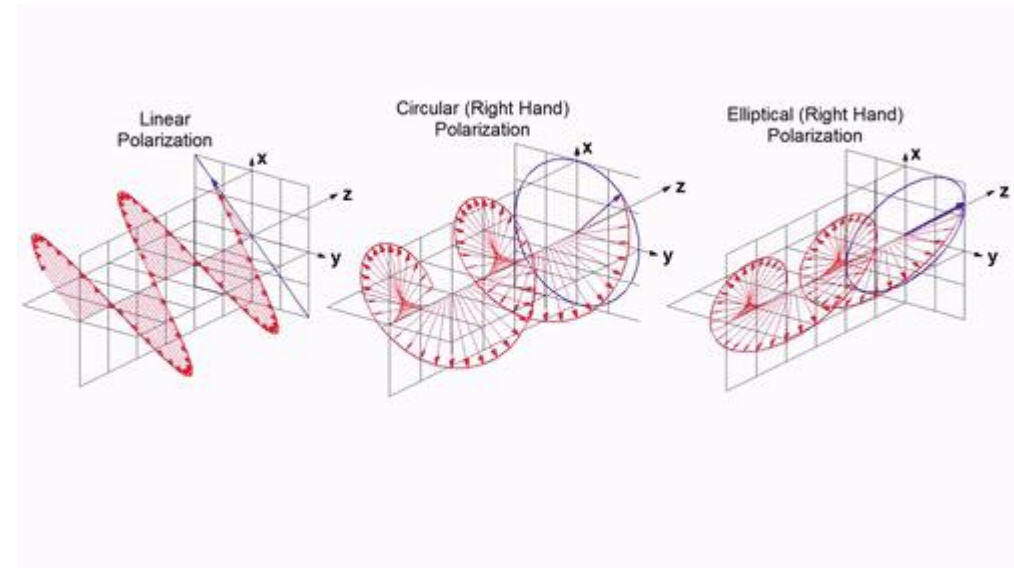 Linear
Polarization
x
z
y
Circular (Right Hand)
Polarization
x
z
y
Elliptical (Right Hand)
Polarization
x
z
y